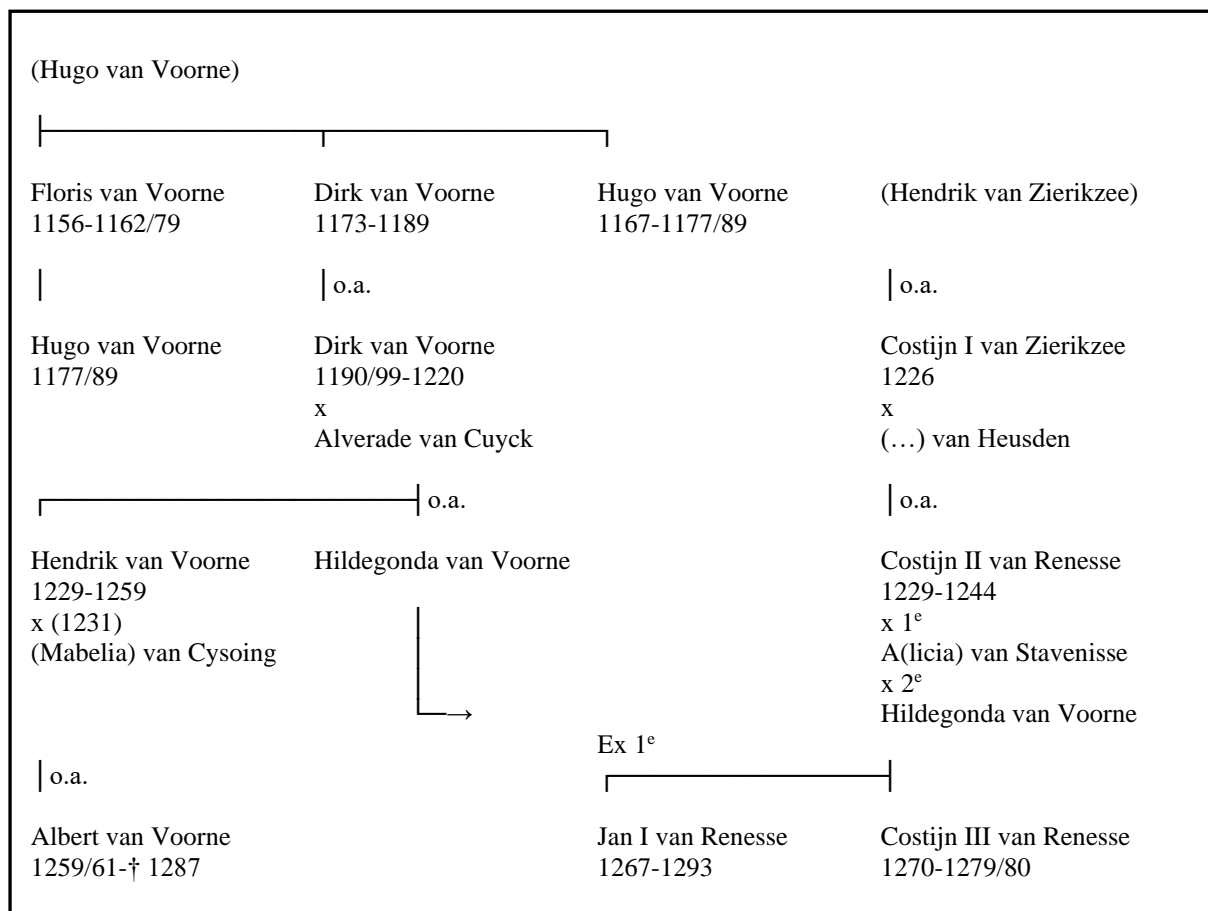 (Hugo van Voorne)
Floris van Voorne Dirk van Voorne Hugo van Voorne (Hendrik van Zierikzee)
1156-1162/79 1173-1189 1167-1177/89
o.a. o.a.
Hugo van Voorne Dirk van Voorne Costijn I van Zierikzee
1177/89 1190/99-1220 1226
x x
Alverade van Cuyck (…) van Heusden
o.a. o.a.
Hendrik van Voorne Hildegonda van Voorne Costijn II van Renesse
1229-1259 1229-1244
x (1231) x 1e
(Mabelia) van Cysoing A(licia) van Stavenisse
x 2e
→ Hildegonda van Voorne
Ex 1e
o.a.
Albert van Voorne Jan I van Renesse Costijn III van Renesse
1259/61-† 1287 1267-1293 1270-1279/80